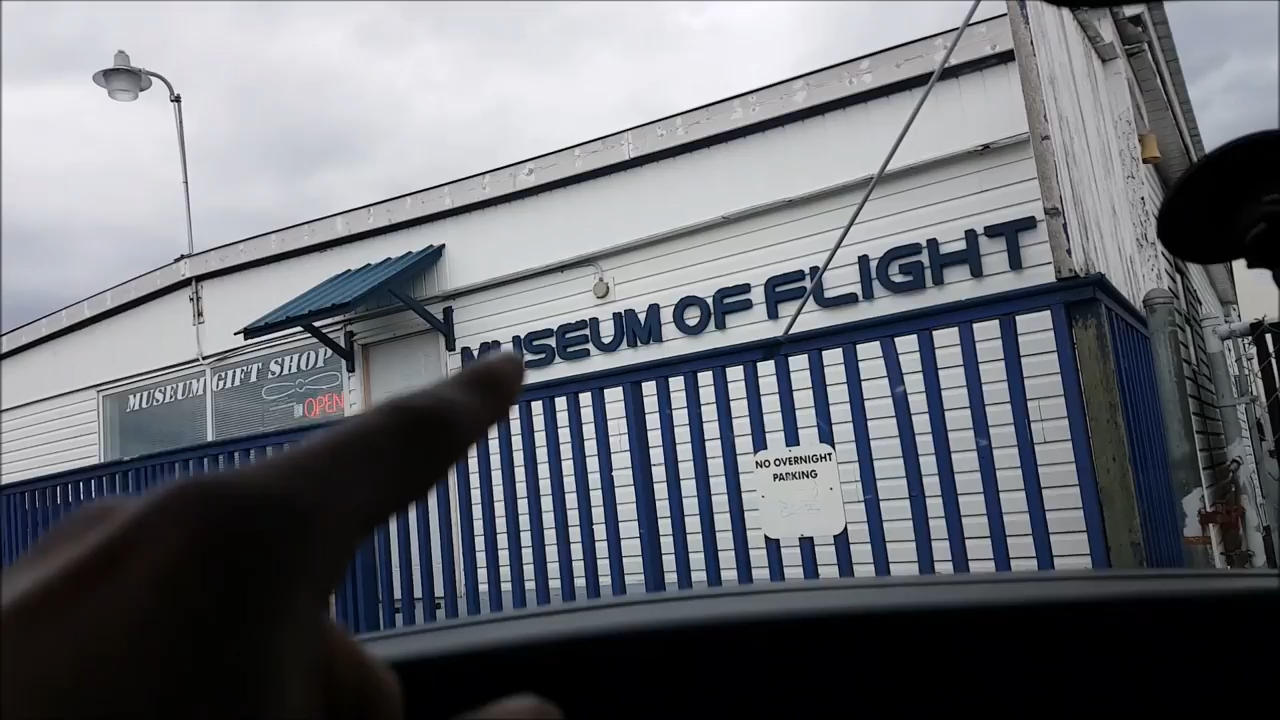 MUSEUM OF FLIGHT
MUSEUM GIFT SHOP
OPEN
NO OVERNIGHT
PARKING